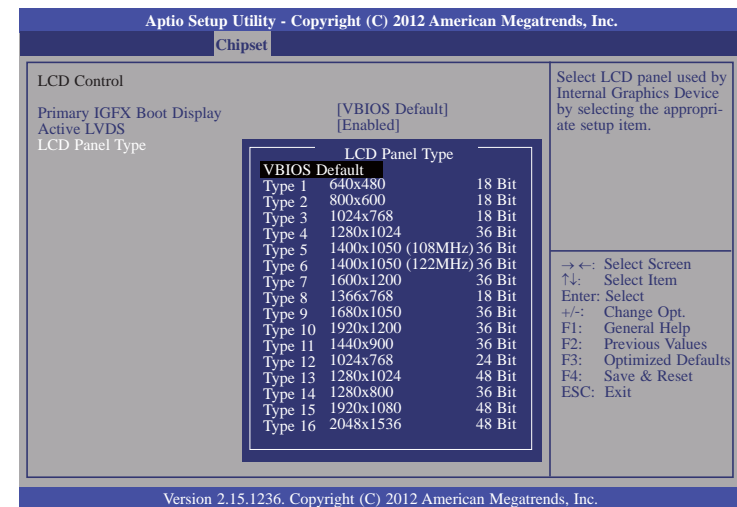 Aptio Setup Utility - Copyright (C) 2012 American Megatrends, Inc.
Chipset
LCD Control
Primary IGFX Boot Display [VBIOS Default]
Active LVDS [Enabled]
LCD Panel Type
LCD Panel Type
VBIOS Default
Type 1 640x480 18 Bit
Type 2 800x600 18 Bit
Type 3 1024x768 18 Bit
Type 4 1280x1024 36 Bit
Type 5 1400x1050 (108MHz) 36 Bit
Type 6 1400x1050 (122MHz) 36 Bit
Type 7 1600x1200 36 Bit
Type 8 1366x768 18 Bit
Type 9 1680x1050 36 Bit
Type 10 1920x1200 36 Bit
Type 11 1440x900 36 Bit
Type 12 1024x768 24 Bit
Type 13 1280x1024 48 Bit
Type 14 1280x800 36 Bit
Type 15 1920x1080 48 Bit
Type 16 2048x1536 48 Bit
Select LCD panel used by
Internal Graphics Device
by selecting the appropri-
ate setup item.
→←: Select Screen
↑↓: Select Item
Enter: Select
+/-: Change Opt.
F1: General Help
F2: Previous Values
F3: Optimized Defaults
F4: Save & Reset
ESC: Exit
Version 2.15.1236. Copyright (C) 2012 American Megatrends, Inc.